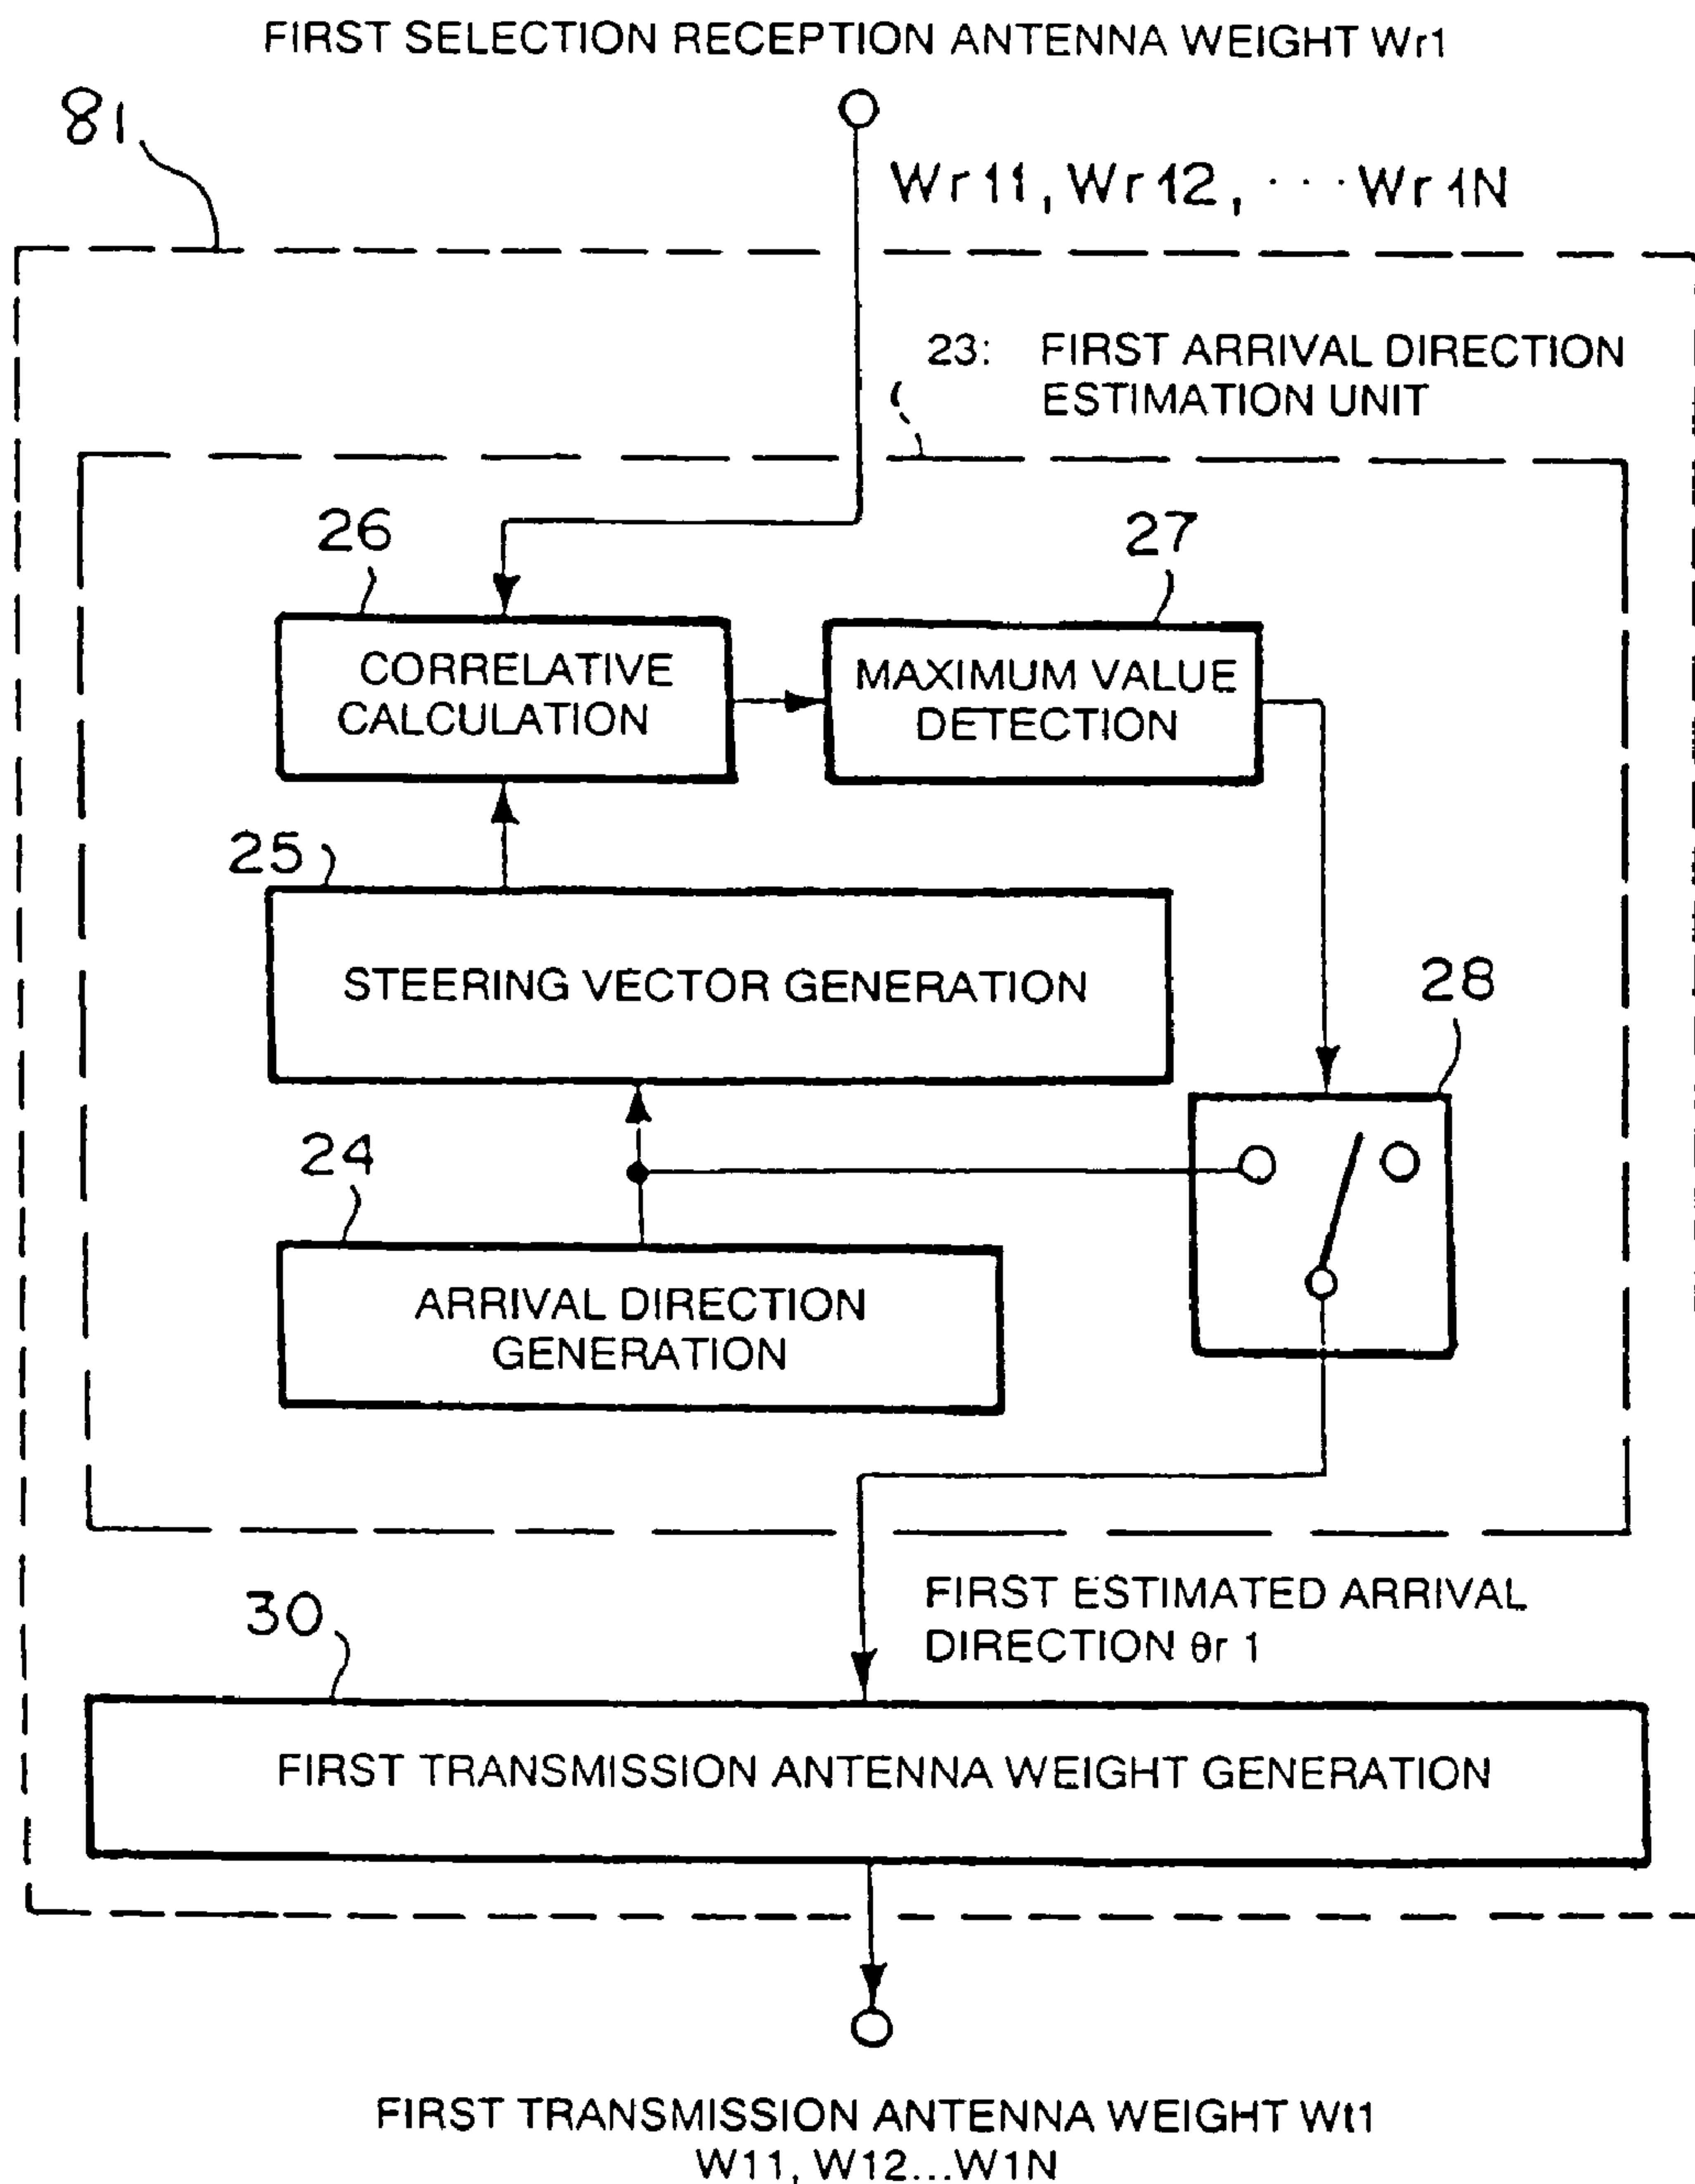 FIRST SELECTION RECEPTION ANTENNA WEIGHT Wr1
81
Wr11, Wr12, ···Wr1N
23: FIRST ARRIVAL DIRECTION
ESTIMATION UNIT
26
27
CORRELATIVE
CALCULATION
MAXIMUM VALUE
DETECTION
25
STEERING VECTOR GENERATION
28
24
ARRIVAL DIRECTION
GENERATION
FIRST ESTIMATED ARRIVAL
DIRECTION θr 1
30
FIRST TRANSMISSION ANTENNA WEIGHT GENERATION
FIRST TRANSMISSION ANTENNA WEIGHT Wt1
W11, W12...W1N